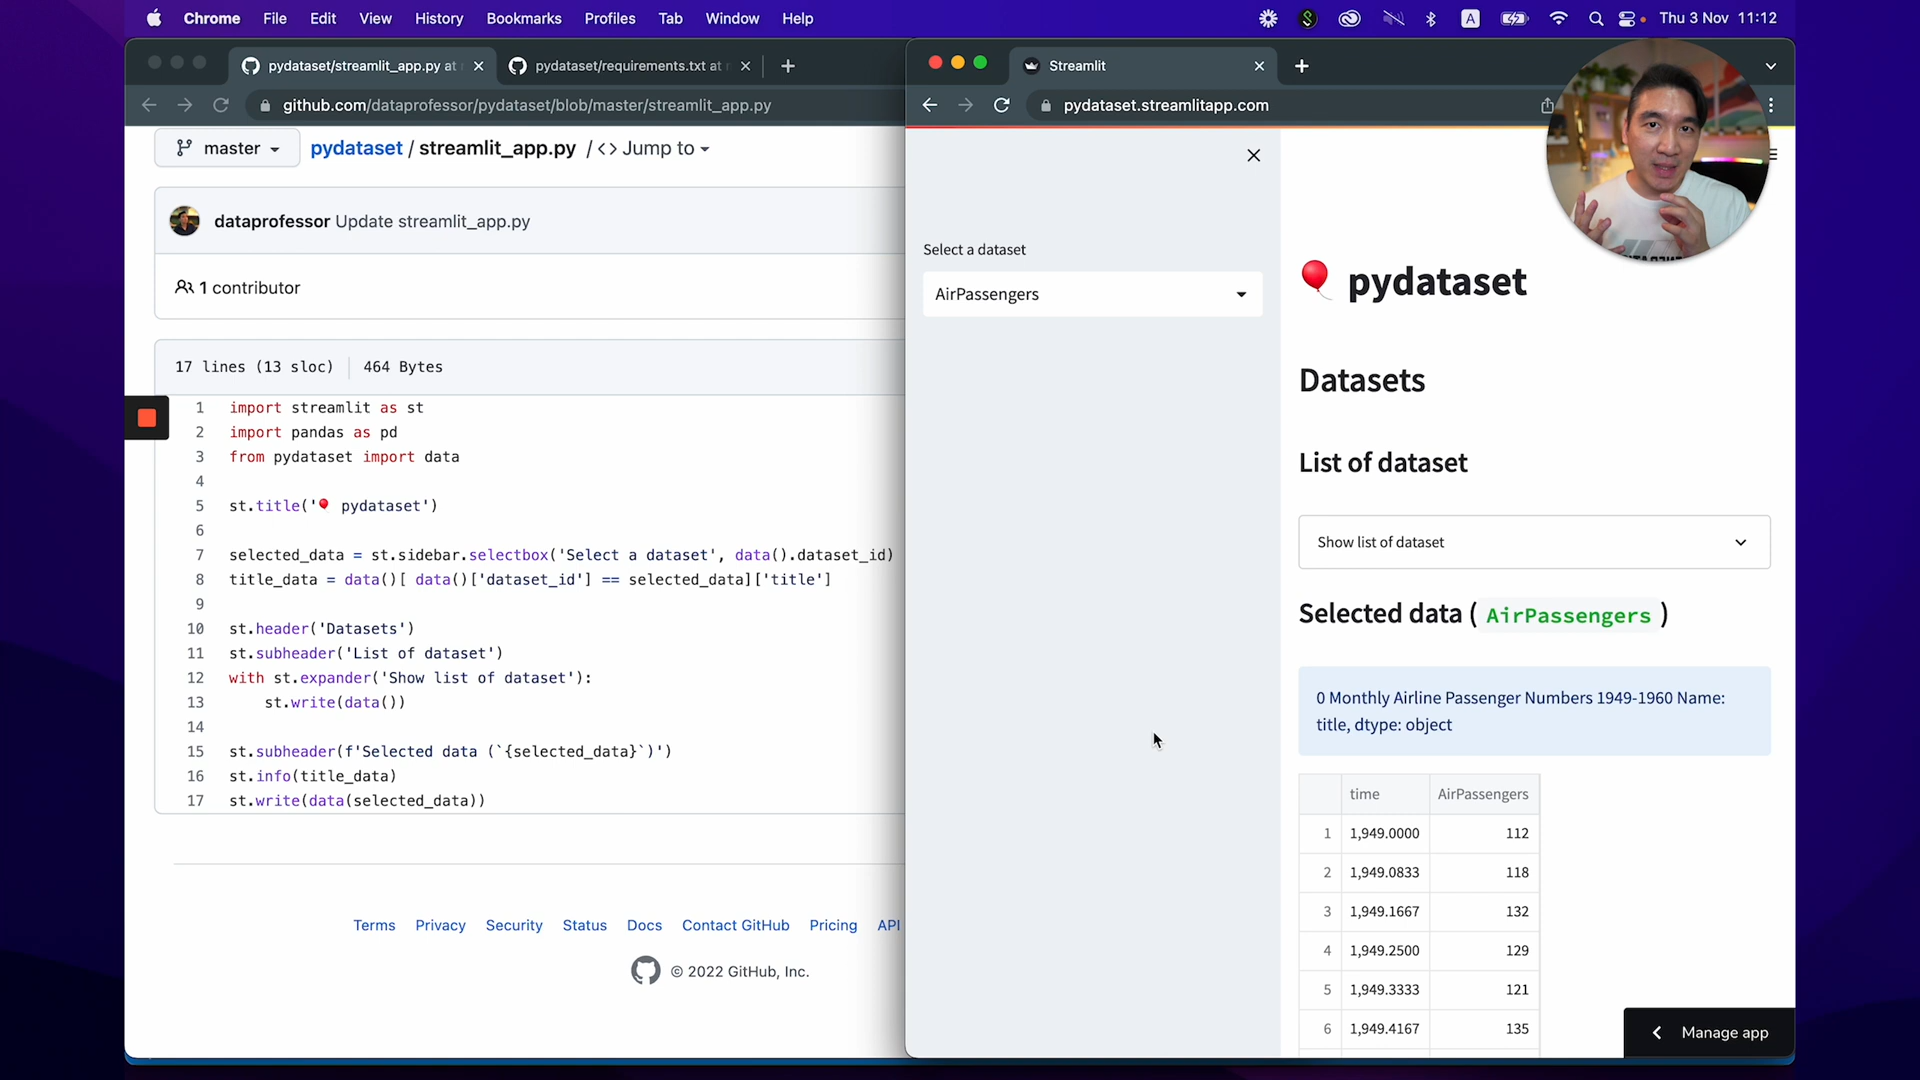 Chrome File Edit View History Bookmarks Profiles Tab Window Help
A
Thu 3 Nov 11:12
pydataset/streamlit_app.py at
pydataset/requirements.txt at
github.com/dataprofessor/pydataset/blob/master/streamlit_app.py
master
pydataset / streamlit_app.py / <> Jump to
dataprofessor Update streamlit_app.py
1 contributor
17 lines (13 sloc) 464 Bytes
1 import streamlit as st
2 import pandas as pd
3 from pydataset import data
4
5 st.title('🎈 pydataset')
6
7 selected_data = st.sidebar.selectbox('Select a dataset', data().dataset_id)
8 title_data = data()[ data()['dataset_id'] == selected_data]['title']
9
10 st.header('Datasets')
11 st.subheader('List of dataset')
12 with st.expander('Show list of dataset'):
13 st.write(data())
14
15 st.subheader(f'Selected data (`{selected_data}`)')
16 st.info(title_data)
17 st.write(data(selected_data))
Terms Privacy Security Status Docs Contact GitHub Pricing API
© 2022 GitHub, Inc.
Streamlit
pydataset.streamlitapp.com
Select a dataset
AirPassengers
🎈 pydataset
Datasets
List of dataset
Show list of dataset
Selected data ( AirPassengers )
0 Monthly Airline Passenger Numbers 1949-1960 Name:
title, dtype: object
time AirPassengers
1 1,949.0000 112
2 1,949.0833 118
3 1,949.1667 132
4 1,949.2500 129
5 1,949.3333 121
6 1,949.4167 135
Manage app